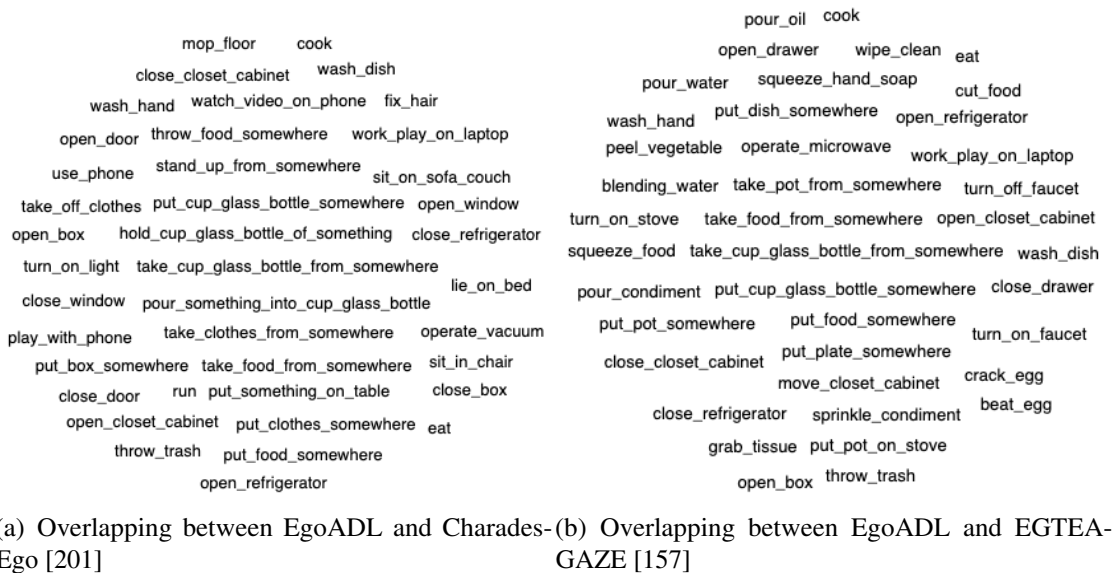 mop_floor cook
close_closet_cabinet wash_dish
wash_hand watch_video_on_phone fix_hair
open_door throw_food_somewhere work_play_on_laptop
use_phone stand_up_from_somewhere sit_on_sofa_couch
take_off_clothes put_cup_glass_bottle_somewhere open_window
open_box hold_cup_glass_bottle_of_something close_refrigerator
turn_on_light take_cup_glass_bottle_from_somewhere
lie_on_bed
close_window pour_something_into_cup_glass_bottle
play_with_phone take_clothes_from_somewhere operate_vacuum
put_box_somewhere take_food_from_somewhere sit_in_chair
close_door run put_something_on_table close_box
open_closet_cabinet put_clothes_somewhere eat
throw_trash put_food_somewhere
open_refrigerator
(a) Overlapping between EgoADL and Charades-
Ego [201]
pour_oil cook
open_drawer wipe_clean eat
pour_water squeeze_hand_soap cut_food
wash_hand put_dish_somewhere open_refrigerator
peel_vegetable operate_microwave work_play_on_laptop
blending_water take_pot_from_somewhere turn_off_faucet
turn_on_stove take_food_from_somewhere open_closet_cabinet
squeeze_food take_cup_glass_bottle_from_somewhere wash_dish
pour_condiment put_cup_glass_bottle_somewhere close_drawer
put_pot_somewhere put_food_somewhere turn_on_faucet
close_closet_cabinet put_plate_somewhere
move_closet_cabinet crack_egg
close_refrigerator sprinkle_condiment beat_egg
grab_tissue put_pot_on_stove
open_box throw_trash
(b) Overlapping between EgoADL and EGTEA-
GAZE [157]